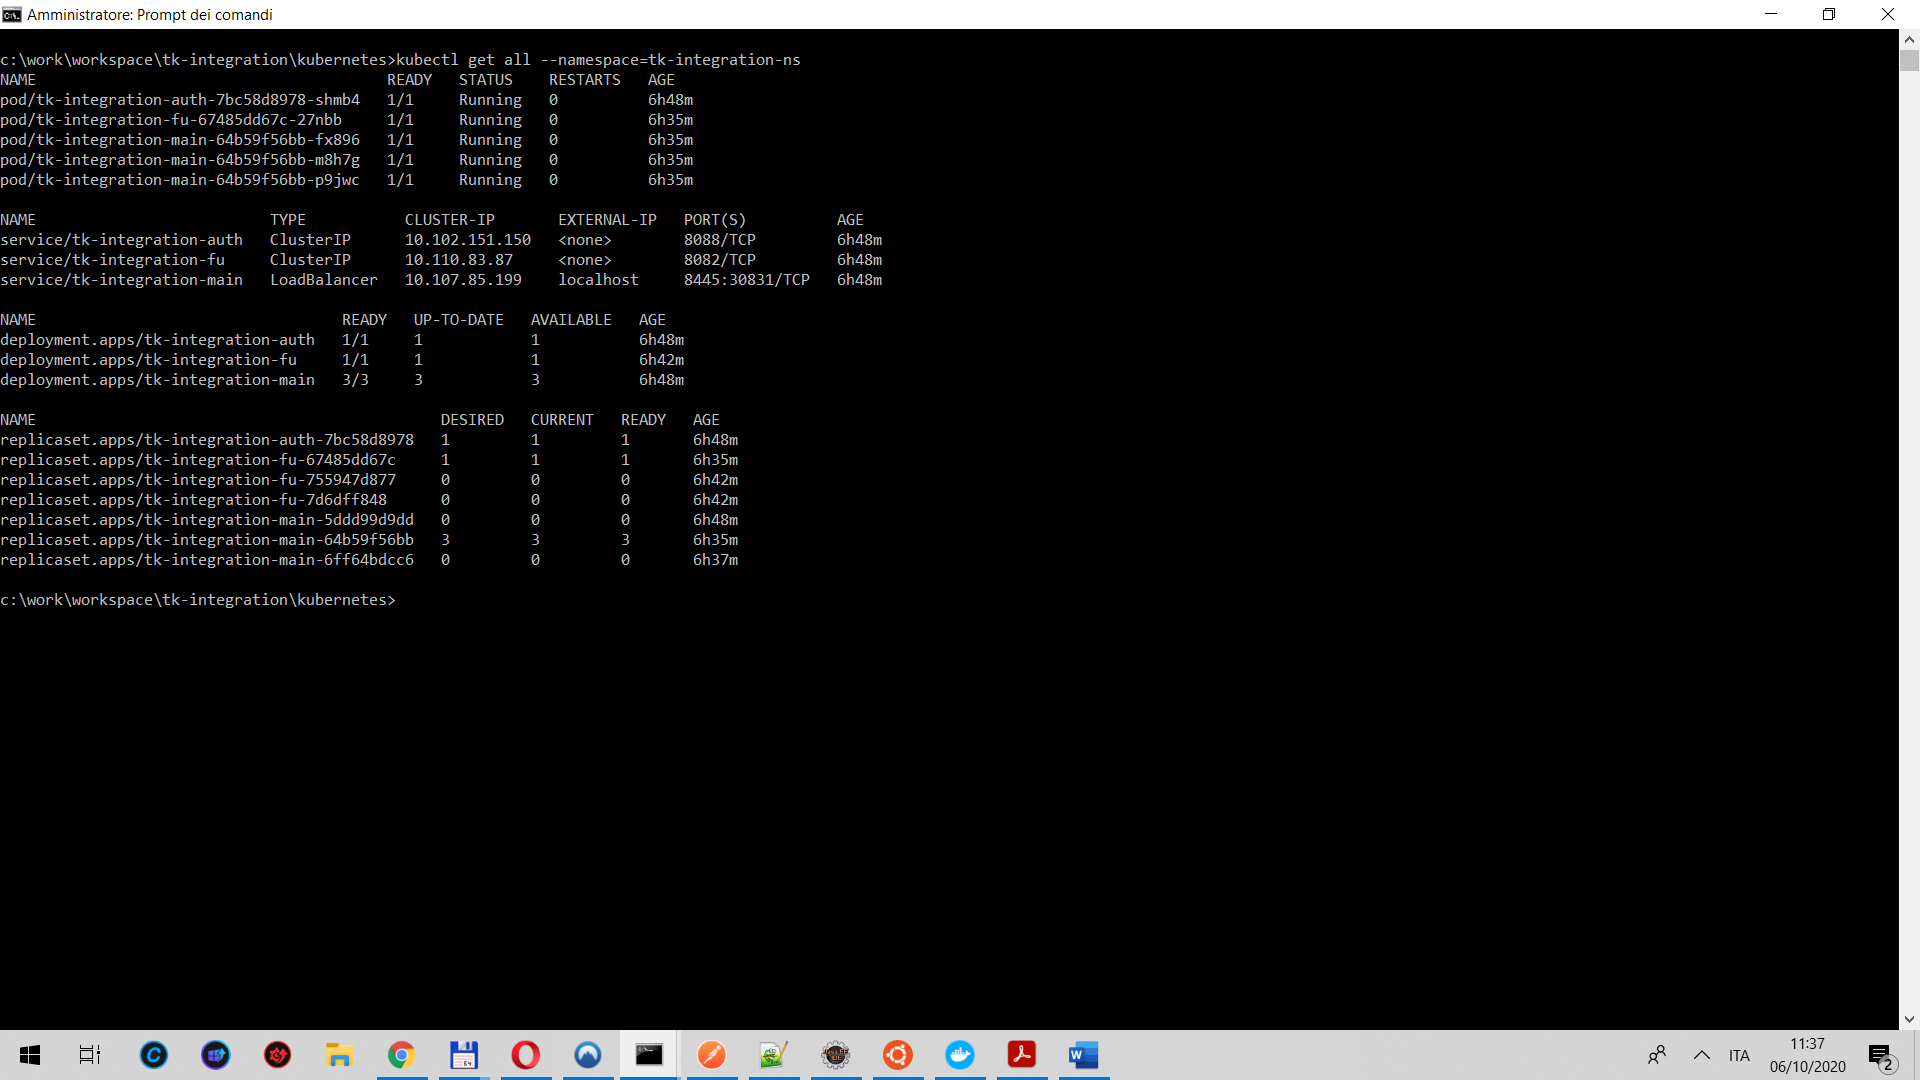 Amministratore: Prompt dei comandi
c:\work\workspace\tk-integration\kubernetes>kubectl get all --namespace=tk-integration-ns
NAME READY STATUS RESTARTS AGE
pod/tk-integration-auth-7bc58d8978-shmb4 1/1 Running 0 6h48m
pod/tk-integration-fu-67485dd67c-27nbb 1/1 Running 0 6h35m
pod/tk-integration-main-64b59f56bb-fx896 1/1 Running 0 6h35m
pod/tk-integration-main-64b59f56bb-m8h7g 1/1 Running 0 6h35m
pod/tk-integration-main-64b59f56bb-p9jwc 1/1 Running 0 6h35m
NAME TYPE CLUSTER-IP EXTERNAL-IP PORT(S) AGE
service/tk-integration-auth ClusterIP 10.102.151.150 <none> 8088/TCP 6h48m
service/tk-integration-fu ClusterIP 10.110.83.87 <none> 8082/TCP 6h48m
service/tk-integration-main LoadBalancer 10.107.85.199 localhost 8445:30831/TCP 6h48m
NAME READY UP-TO-DATE AVAILABLE AGE
deployment.apps/tk-integration-auth 1/1 1 1 6h48m
deployment.apps/tk-integration-fu 1/1 1 1 6h42m
deployment.apps/tk-integration-main 3/3 3 3 6h48m
NAME DESIRED CURRENT READY AGE
replicaset.apps/tk-integration-auth-7bc58d8978 1 1 1 6h48m
replicaset.apps/tk-integration-fu-67485dd67c 1 1 1 6h35m
replicaset.apps/tk-integration-fu-755947d877 0 0 0 6h42m
replicaset.apps/tk-integration-fu-7d6dff848 0 0 0 6h42m
replicaset.apps/tk-integration-main-5ddd99d9dd 0 0 0 6h48m
replicaset.apps/tk-integration-main-64b59f56bb 3 3 3 6h35m
replicaset.apps/tk-integration-main-6ff64bdcc6 0 0 0 6h37m
c:\work\workspace\tk-integration\kubernetes>
ITA
11:37
06/10/2020
2